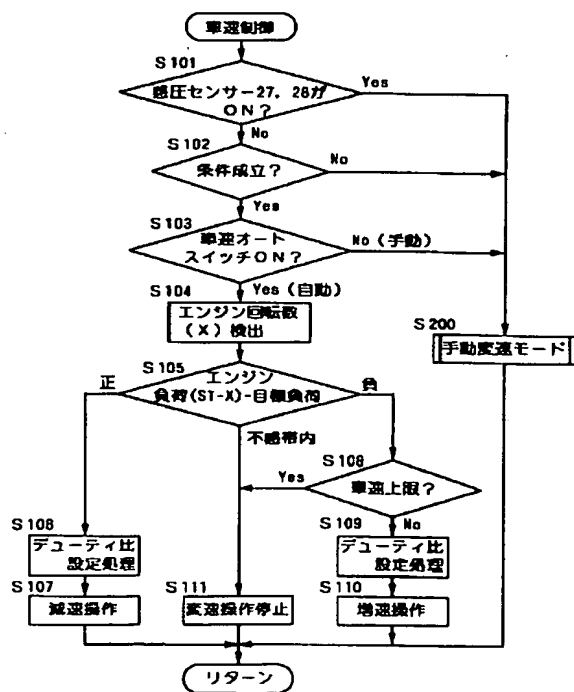 車速制御
S101
感圧センサー27, 28が
ON?
Yes
No
S102
条件成立?
No
Yes
S103
車速オート
スイッチON?
No(手動)
Yes(自動)
S104
エンジン回転数
(X)検出
S200
手動変速モード
S105
エンジン
負荷(ST-X)-目標負荷
正
負
不感帯内
S108
車速上限?
Yes
No
S108
デューティ比
設定処理
S109
デューティ比
設定処理
S107
減速操作
S111
変速操作停止
S110
増速操作
リターン